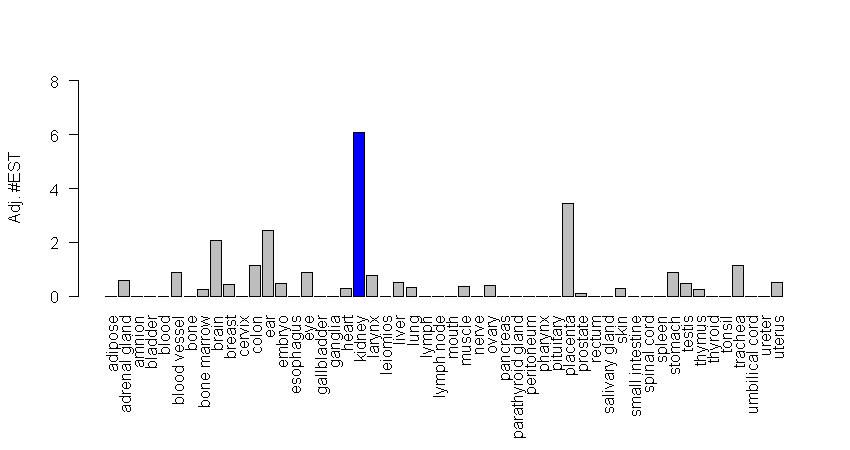 8
6
4
2
0
Adj. #EST
adipose
adrenal gland
amnion
bladder
blood
blood vessel
bone
bone marrow
brain
breast
cervix
colon
ear
embryo
esophagus
eye
gallbladder
ganglia
heart
kidney
larynx
leiomios
liver
lung
lymph
lymph node
mouth
muscle
nerve
ovary
pancreas
parathyroid gland
peritoneum
pharynx
pituitary
placenta
prostate
rectum
salivary gland
skin
small intestine
spinal cord
spleen
stomach
testis
thymus
thyroid
tonsil
trachea
umbilical cord
ureter
uterus